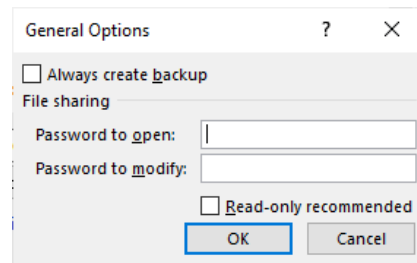 General Options ? ×
Always create backup
File sharing
Password to open:
Password to modify:
Read-only recommended
OK Cancel